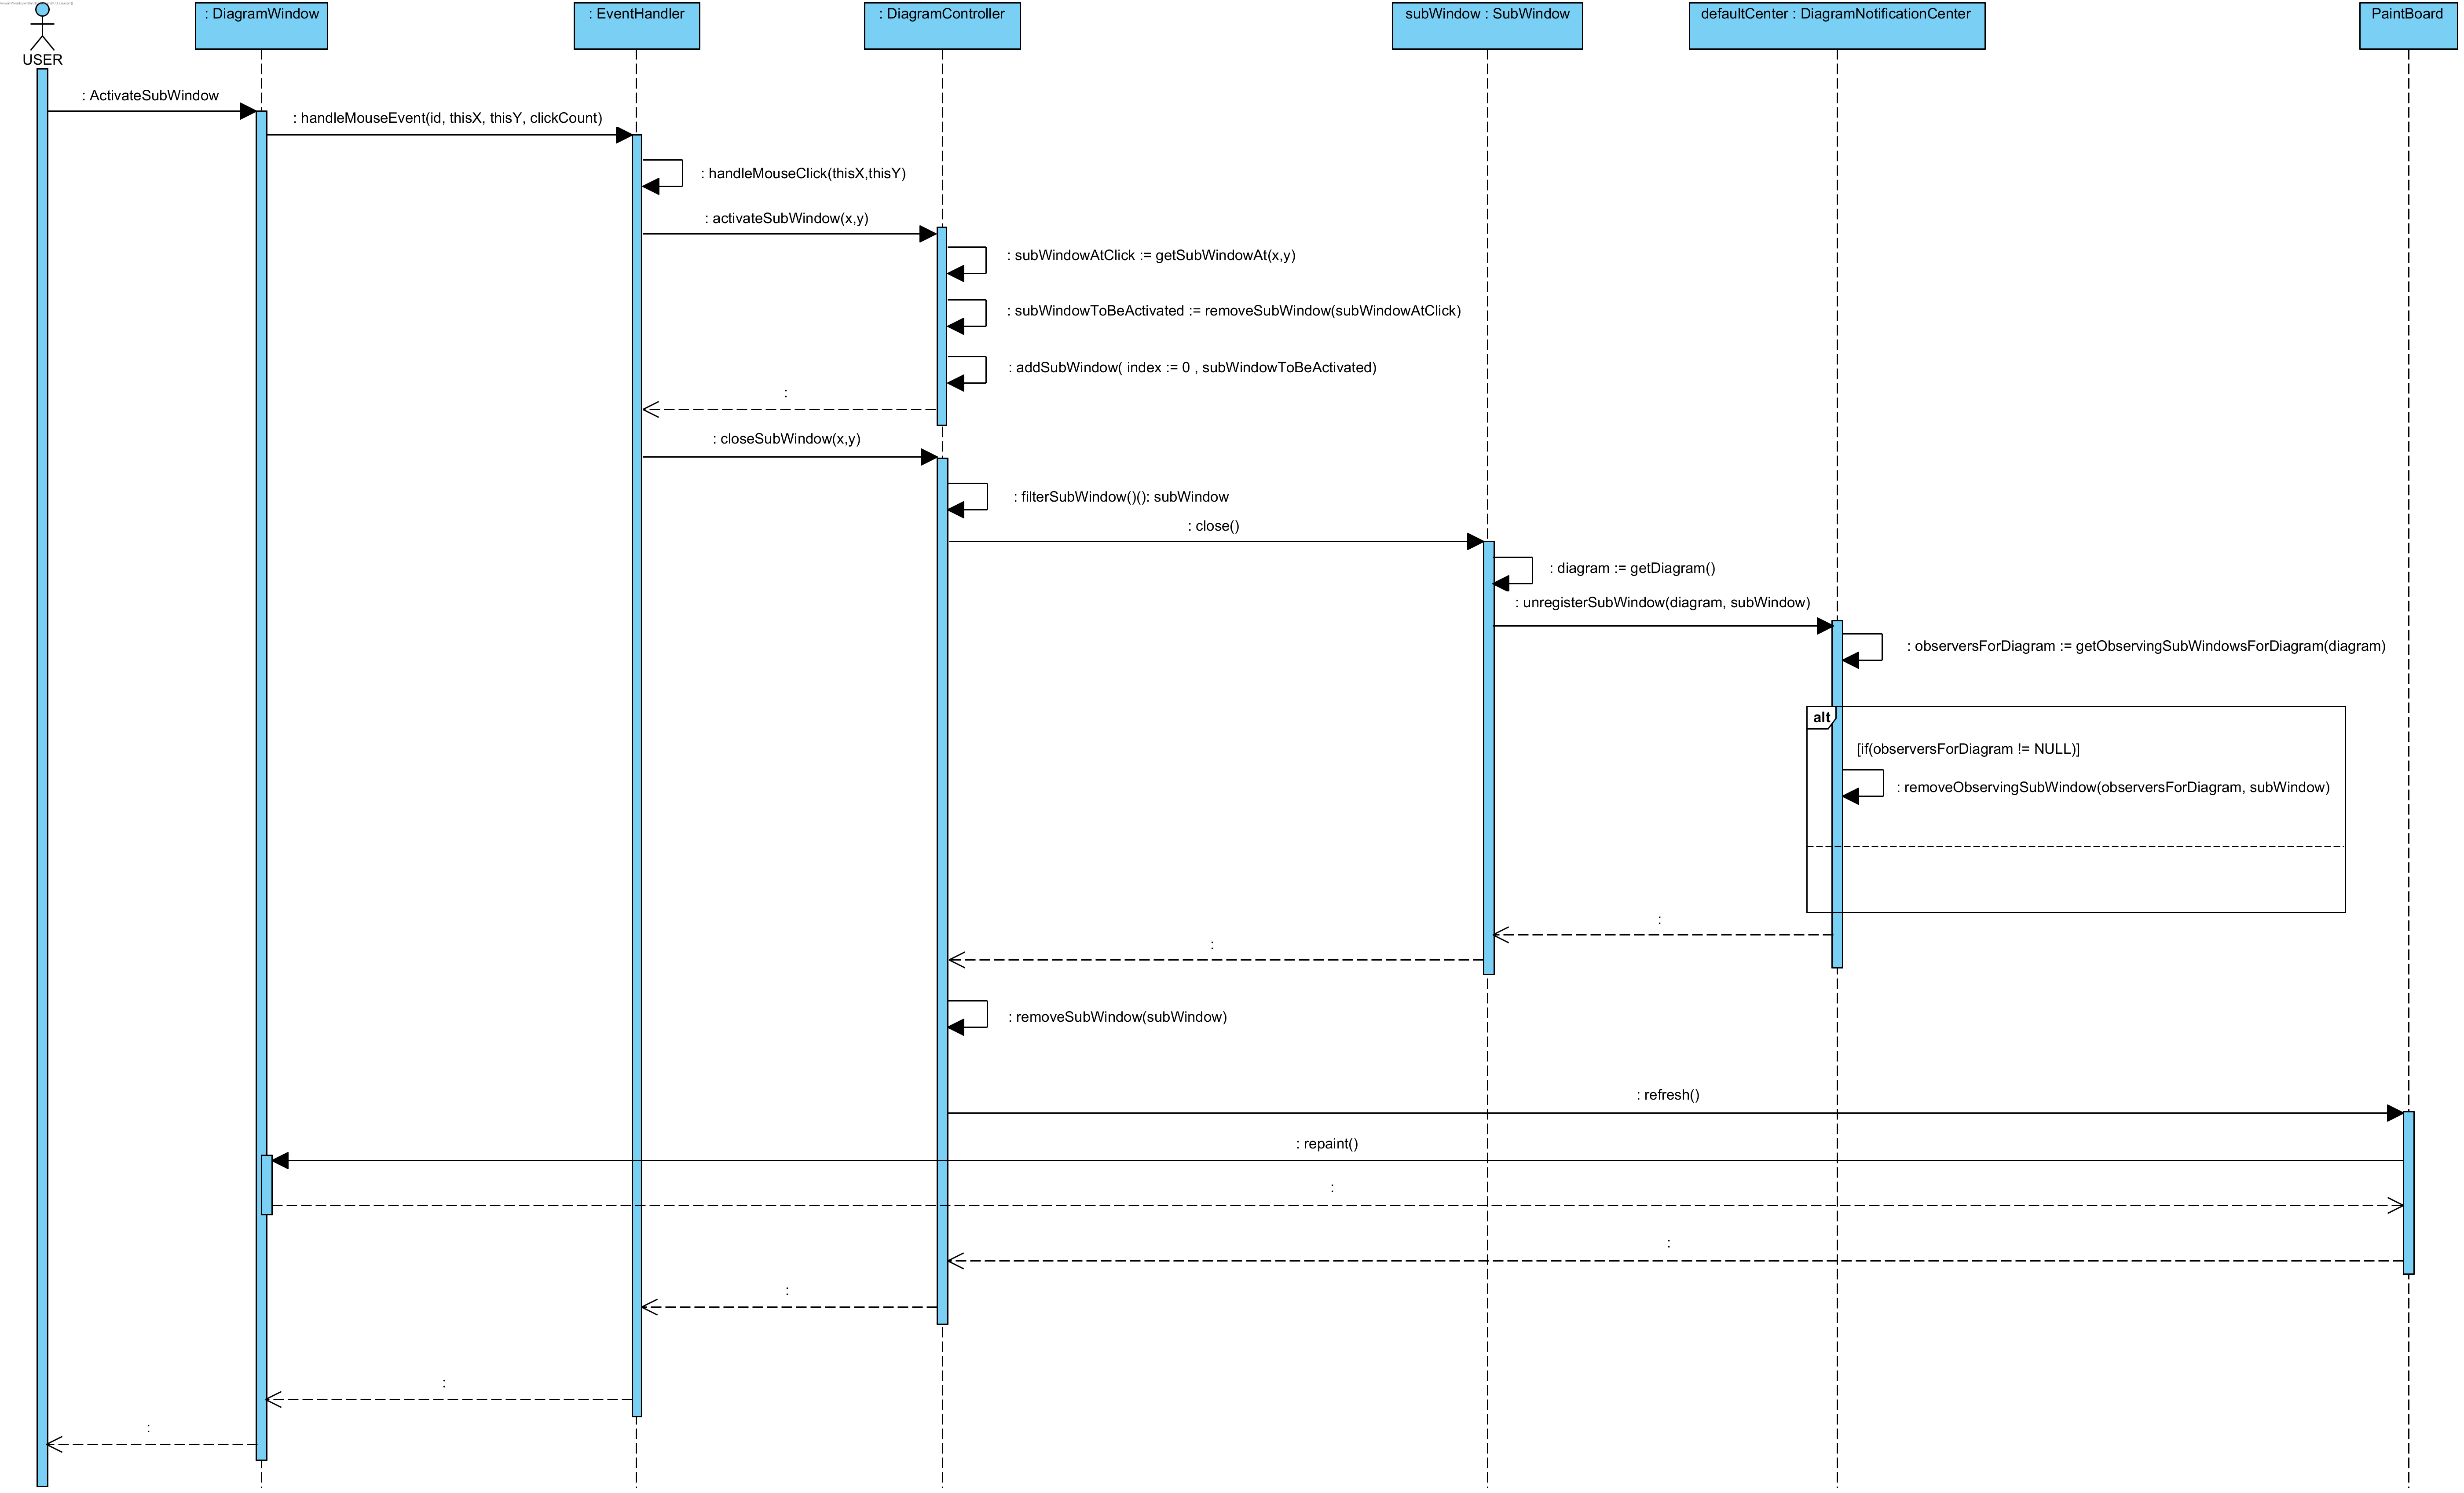 : DiagramWindow
: EventHandler
: DiagramController
subWindow : SubWindow
defaultCenter : DiagramNotificationCenter
PaintBoard
USER
: ActivateSubWindow
: handleMouseEvent(id, thisX, thisY, clickCount)
: handleMouseClick(thisX,thisY)
: activateSubWindow(x,y)
: subWindowAtClick := getSubWindowAt(x,y)
: subWindowToBeActivated := removeSubWindow(subWindowAtClick)
: addSubWindow( index := 0 , subWindowToBeActivated)
:
: closeSubWindow(x,y)
: filterSubWindow()(): subWindow
: close()
: diagram := getDiagram()
: unregisterSubWindow(diagram, subWindow)
: observersForDiagram := getObservingSubWindowsForDiagram(diagram)
alt
[if(observersForDiagram != NULL)]
: removeObservingSubWindow(observersForDiagram, subWindow)
:
:
: removeSubWindow(subWindow)
: refresh()
: repaint()
:
:
:
:
: